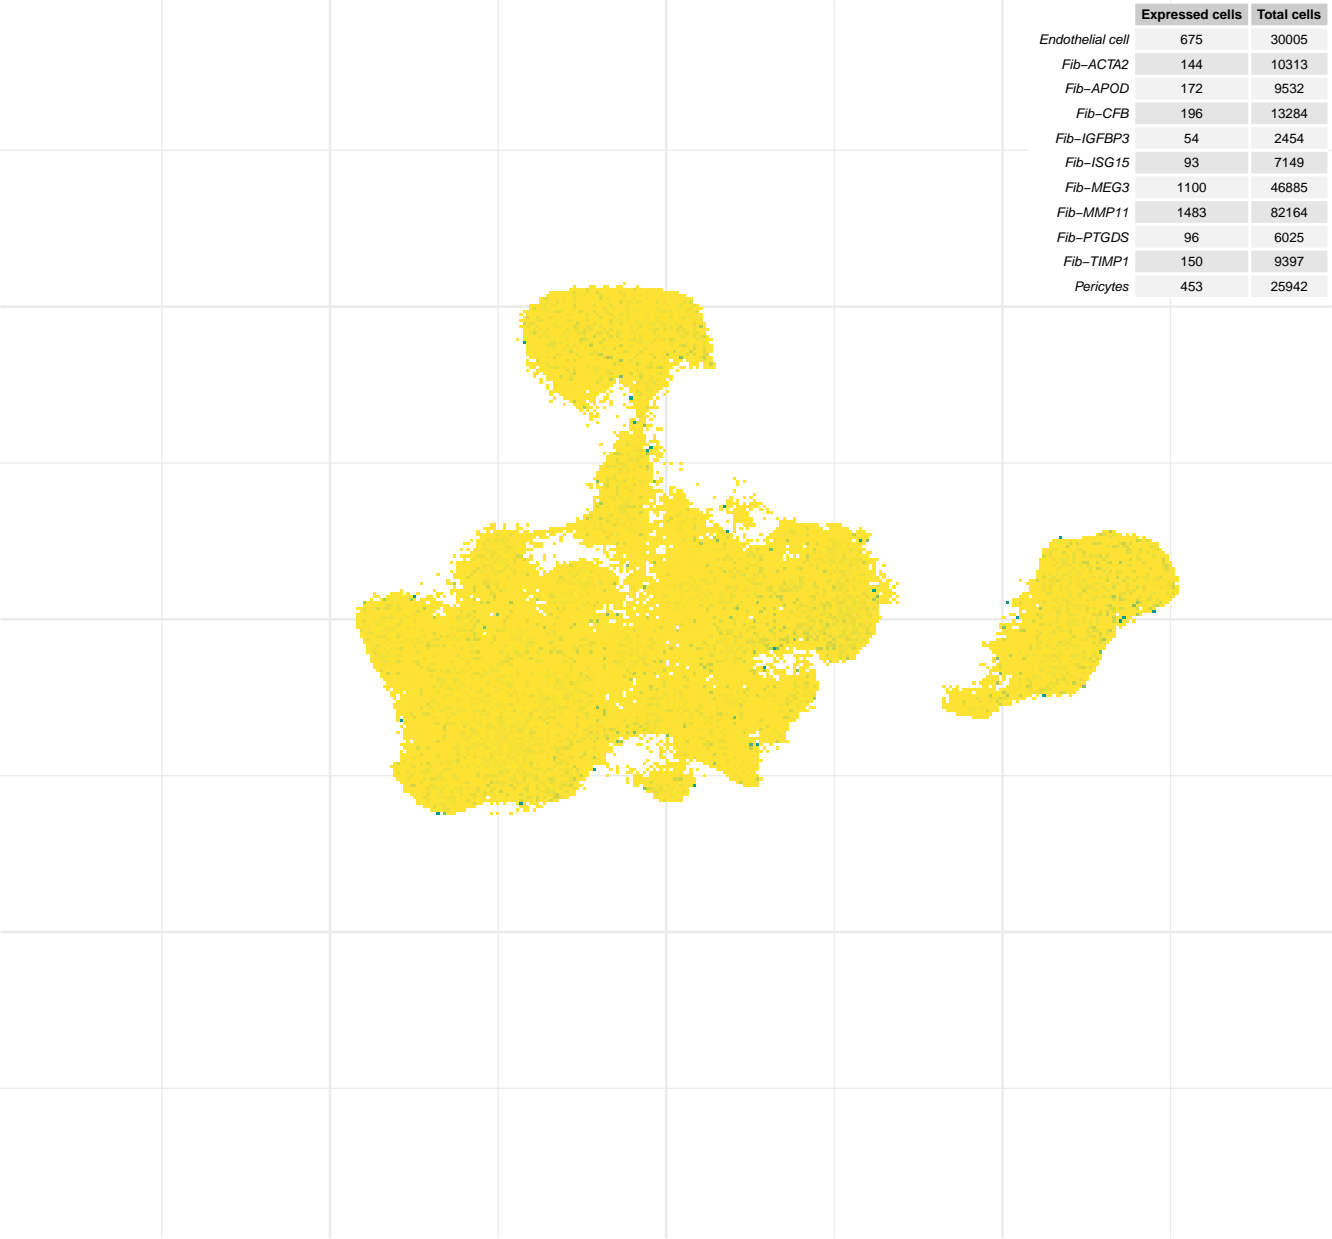 Expressed cells Total cells
Endothelial cell 675 30005
Fib−ACTA2 144 10313
Fib−APOD 172 9532
Fib−CFB 196 13284
Fib−IGFBP3 54 2454
Fib−ISG15 93 7149
Fib−MEG3 1100 46885
Fib−MMP11 1483 82164
Fib−PTGDS 96 6025
Fib−TIMP1 150 9397
Pericytes 453 25942